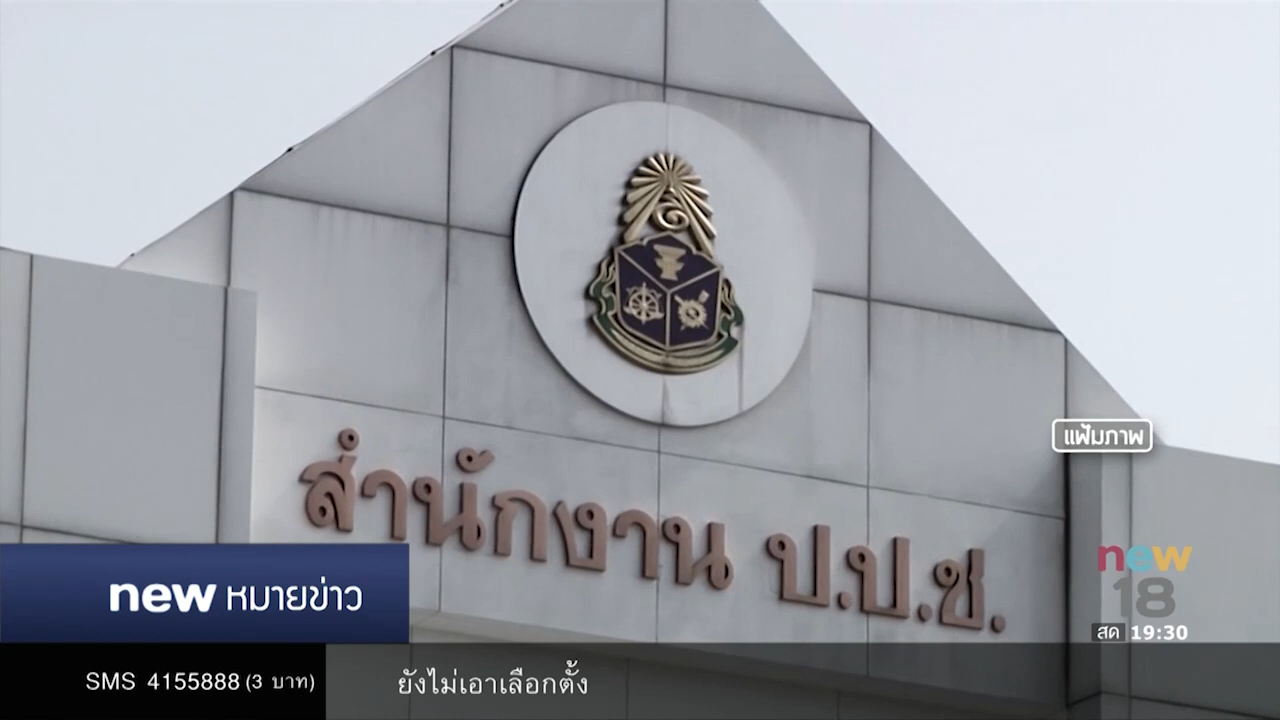 สำนักงาน ป.ป.ช.
แฟ้มภาพ
new
18
สด 19:30
new หมายข่าว
SMS 4155888 (3 บาท)
ยังไม่เอาเลือกตั้ง